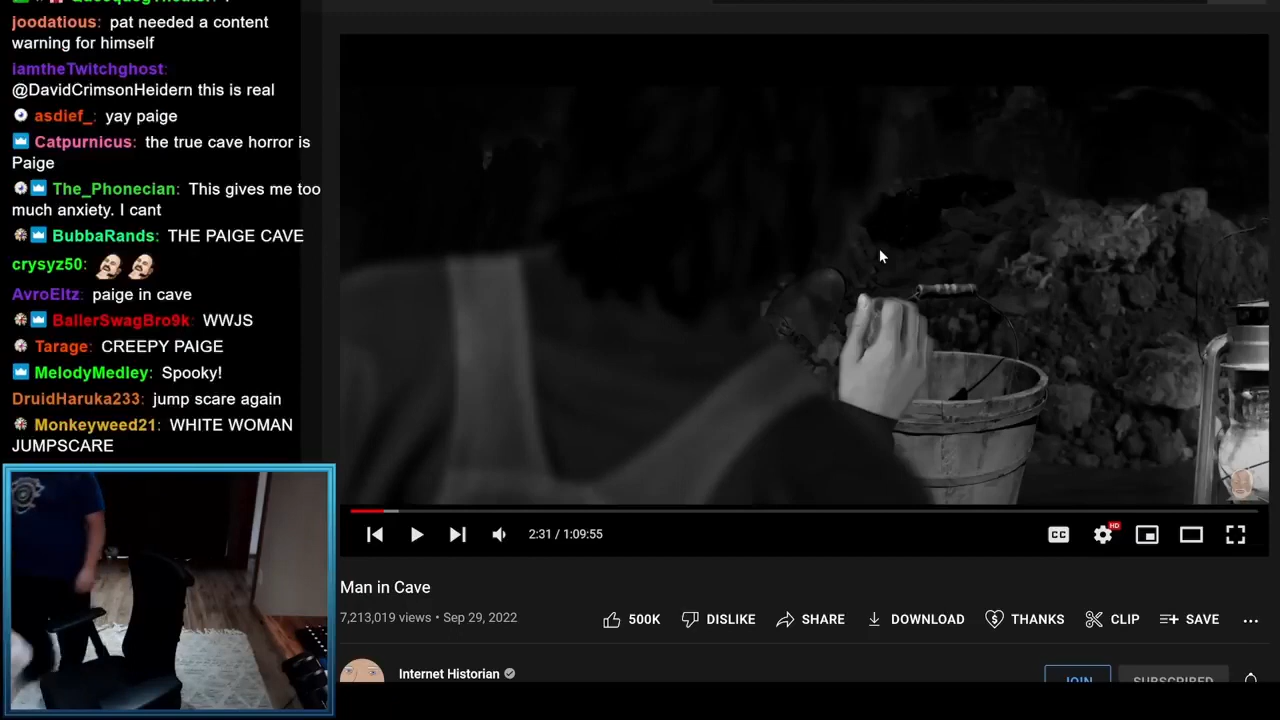 joodatious: pat needed a content
warning for himself
iamtheTwitchghost:
@DavidCrimsonHeidern this is real
asdief_: yay paige
Catpurnicus: the true cave horror is
Paige
The_Phonecian: This gives me too
much anxiety. I cant
BubbaRands: THE PAIGE CAVE
crysyz50:
AvroEltz: paige in cave
BallerSwagBro9k: WWJS
Tarage: CREEPY PAIGE
MelodyMedley: Spooky!
DruidHaruka233: jump scare again
Monkeyweed21: WHITE WOMAN
JUMPSCARE
2:31 / 1:09:55
CC
HD
Man in Cave
7,213,019 views • Sep 29, 2022
500K
DISLIKE
SHARE
DOWNLOAD
THANKS
CLIP
SAVE
Internet Historian
JOIN
SUBSCRIBED